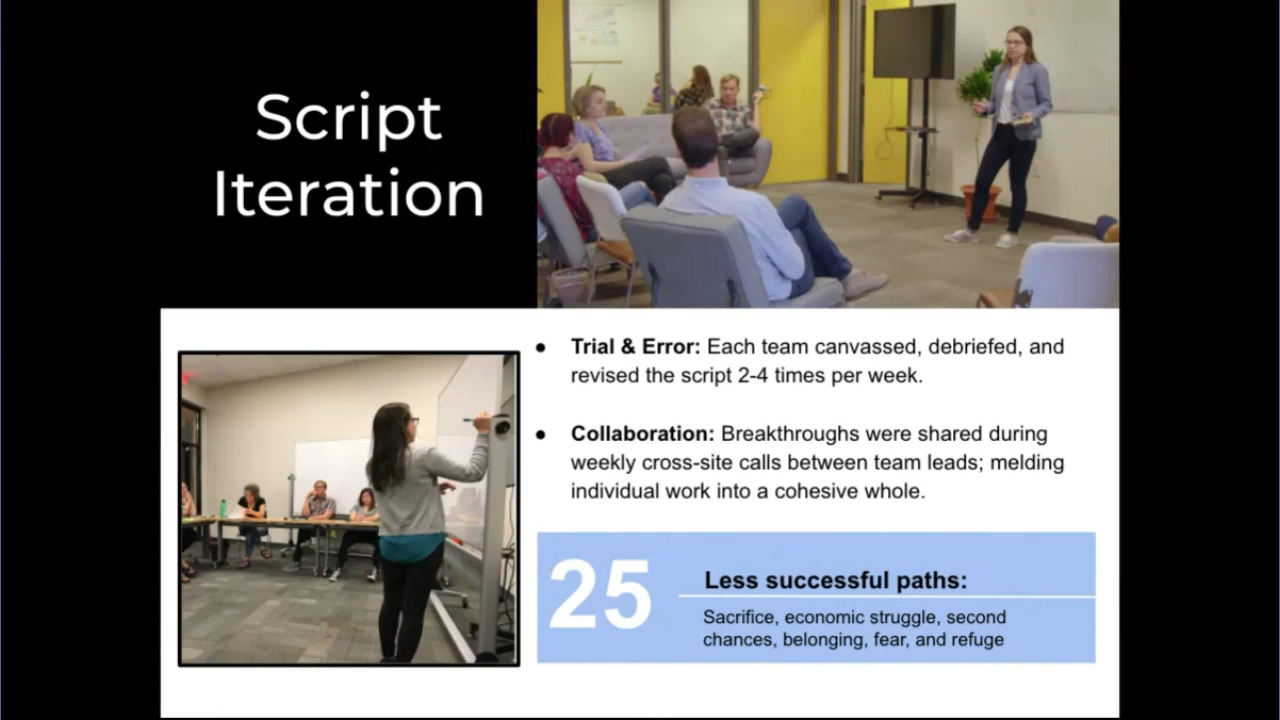 Script
Iteration
● Trial & Error: Each team canvassed, debriefed, and
revised the script 2-4 times per week.
● Collaboration: Breakthroughs were shared during
weekly cross-site calls between team leads; melding
individual work into a cohesive whole.
25
Less successful paths:
Sacrifice, economic struggle, second
chances, belonging, fear, and refuge